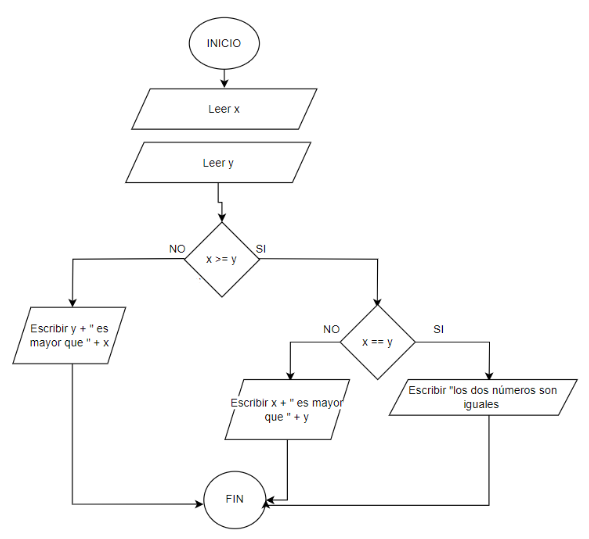 INICIO
Leer x
Leer y
NO
SI
x >= y
Escribir y + " es
mayor que " + x
NO
SI
x == y
Escribir x + " es mayor
que " + y
Escribir "los dos números son
iguales
FIN